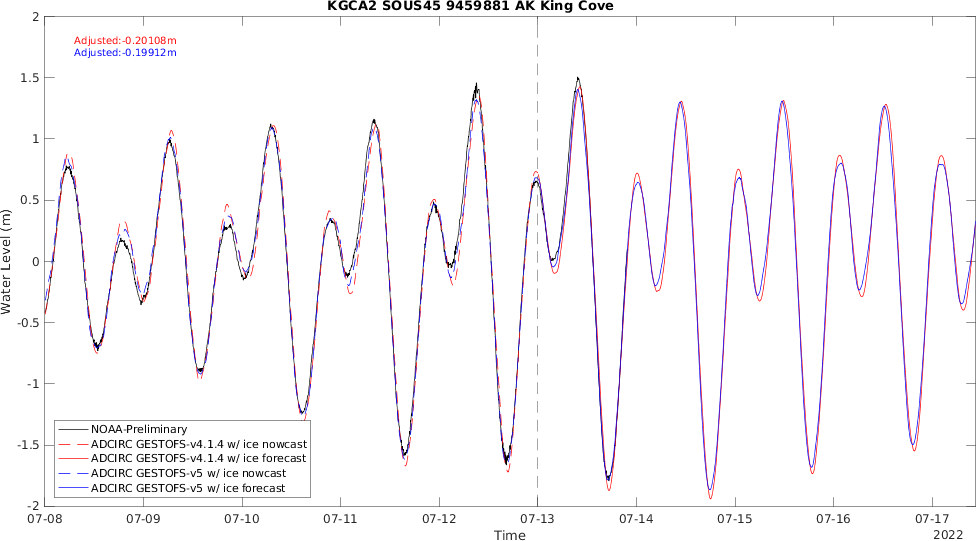 KGCA2 SOUS45 9459881 AK King Cove
Adjusted:-0.20108m
Adjusted:-0.19912m
Water Level (m)
2
1.5
1
0.5
0
-0.5
-1
-1.5
-2
NOAA-Preliminary
ADCIRC GESTOFS-v4.1.4 w/ ice nowcast
ADCIRC GESTOFS-v4.1.4 w/ ice forecast
ADCIRC GESTOFS-v5 w/ ice nowcast
ADCIRC GESTOFS-v5 w/ ice forecast
07-08 07-09 07-10 07-11 07-12 07-13 07-14 07-15 07-16 07-17
Time
2022